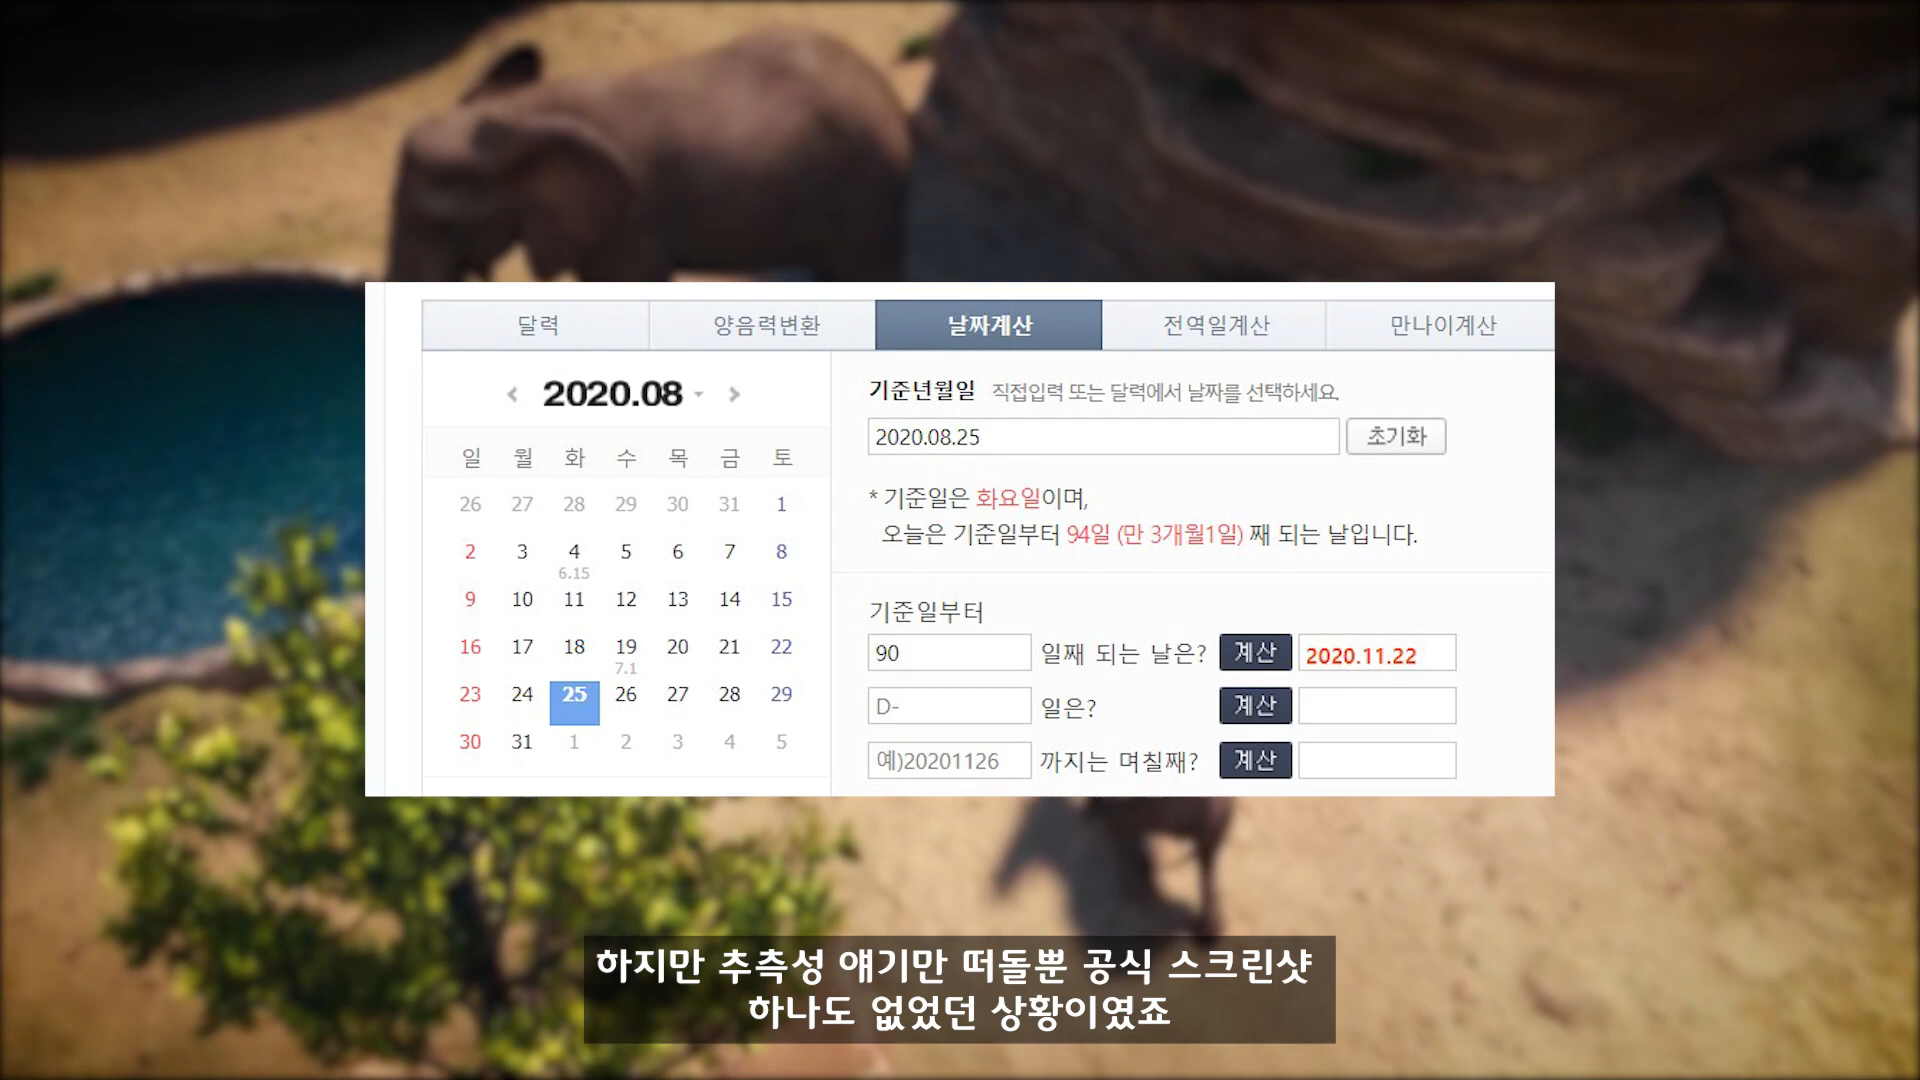 달력 양음력변환 날짜계산 전역일계산 만나이계산
2020.08
일 월 화 수 목 금 토
26 27 28 29 30 31 1
2 3 4 5 6 7 8
6.15
9 10 11 12 13 14 15
16 17 18 19 20 21 22
7.1
23 24 25 26 27 28 29
30 31 1 2 3 4 5
기준년월일 직접입력 또는 달력에서 날짜를 선택하세요.
2020.08.25 초기화
* 기준일은 화요일이며,
오늘은 기준일부터 94일 (만 3개월1일) 째 되는 날입니다.
기준일부터
90 일째 되는 날은? 계산 2020.11.22
D- 일은? 계산
예)20201126 까지는 며칠째? 계산
하지만 추측성 얘기만 떠돌뿐 공식 스크린샷
하나도 없었던 상황이였죠